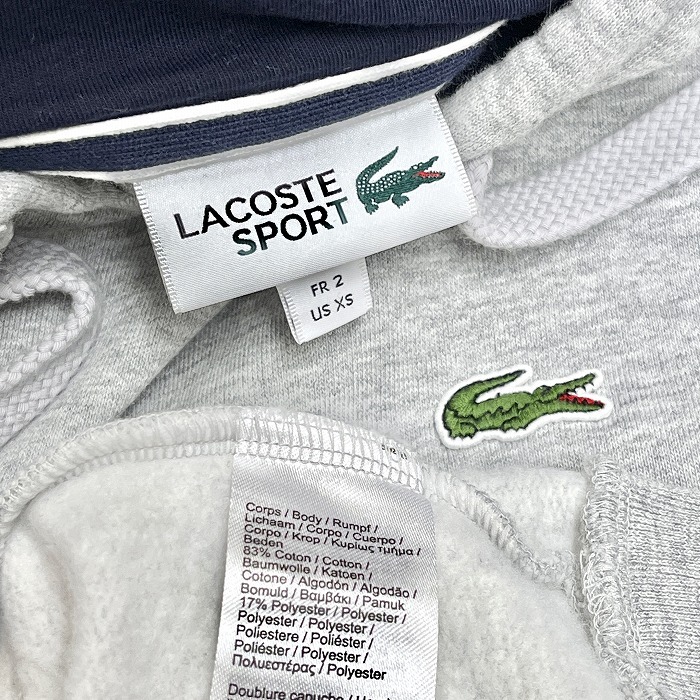 LACOSTE
SPORT
FR 2
US XS
Corps / Body / Rumpf /
Lichaam / Corpo / Cuerpo /
Corpo / Krop / Κυρίως τμήμα /
Beden
83% Coton / Cotton /
Baumwolle / Katoen /
Cotone / Algodón / Algodão /
Bomuld / Βαμβάκι / Pamuk
17% Polyester / Polyester /
Polyester / Polyester /
Poliestere / Poliéster /
Poliéster / Polyester /
Πολυεστέρας / Polyester
Doublure capuche /